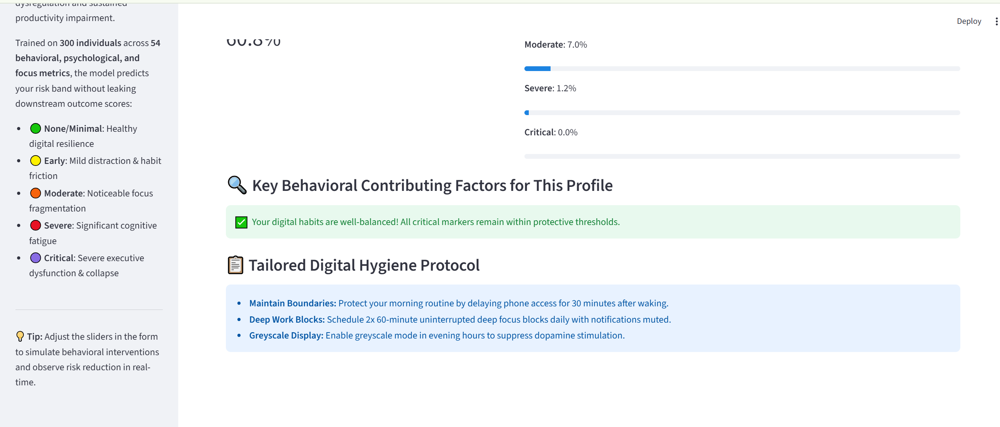 dysregulation and sustained
productivity impairment.
Trained on 300 individuals across 54
behavioral, psychological, and
focus metrics, the model predicts
your risk band without leaking
downstream outcome scores:
None/Minimal: Healthy
digital resilience
Early: Mild distraction & habit
friction
Moderate: Noticeable focus
fragmentation
Severe: Significant cognitive
fatigue
Critical: Severe executive
dysfunction & collapse
Tip: Adjust the sliders in the form
to simulate behavioral interventions
and observe risk reduction in real-
time.
Deploy
Moderate: 7.0%
Severe: 1.2%
Critical: 0.0%
Key Behavioral Contributing Factors for This Profile
Your digital habits are well-balanced! All critical markers remain within protective thresholds.
Tailored Digital Hygiene Protocol
Maintain Boundaries: Protect your morning routine by delaying phone access for 30 minutes after waking.
Deep Work Blocks: Schedule 2x 60-minute uninterrupted deep focus blocks daily with notifications muted.
Greyscale Display: Enable greyscale mode in evening hours to suppress dopamine stimulation.